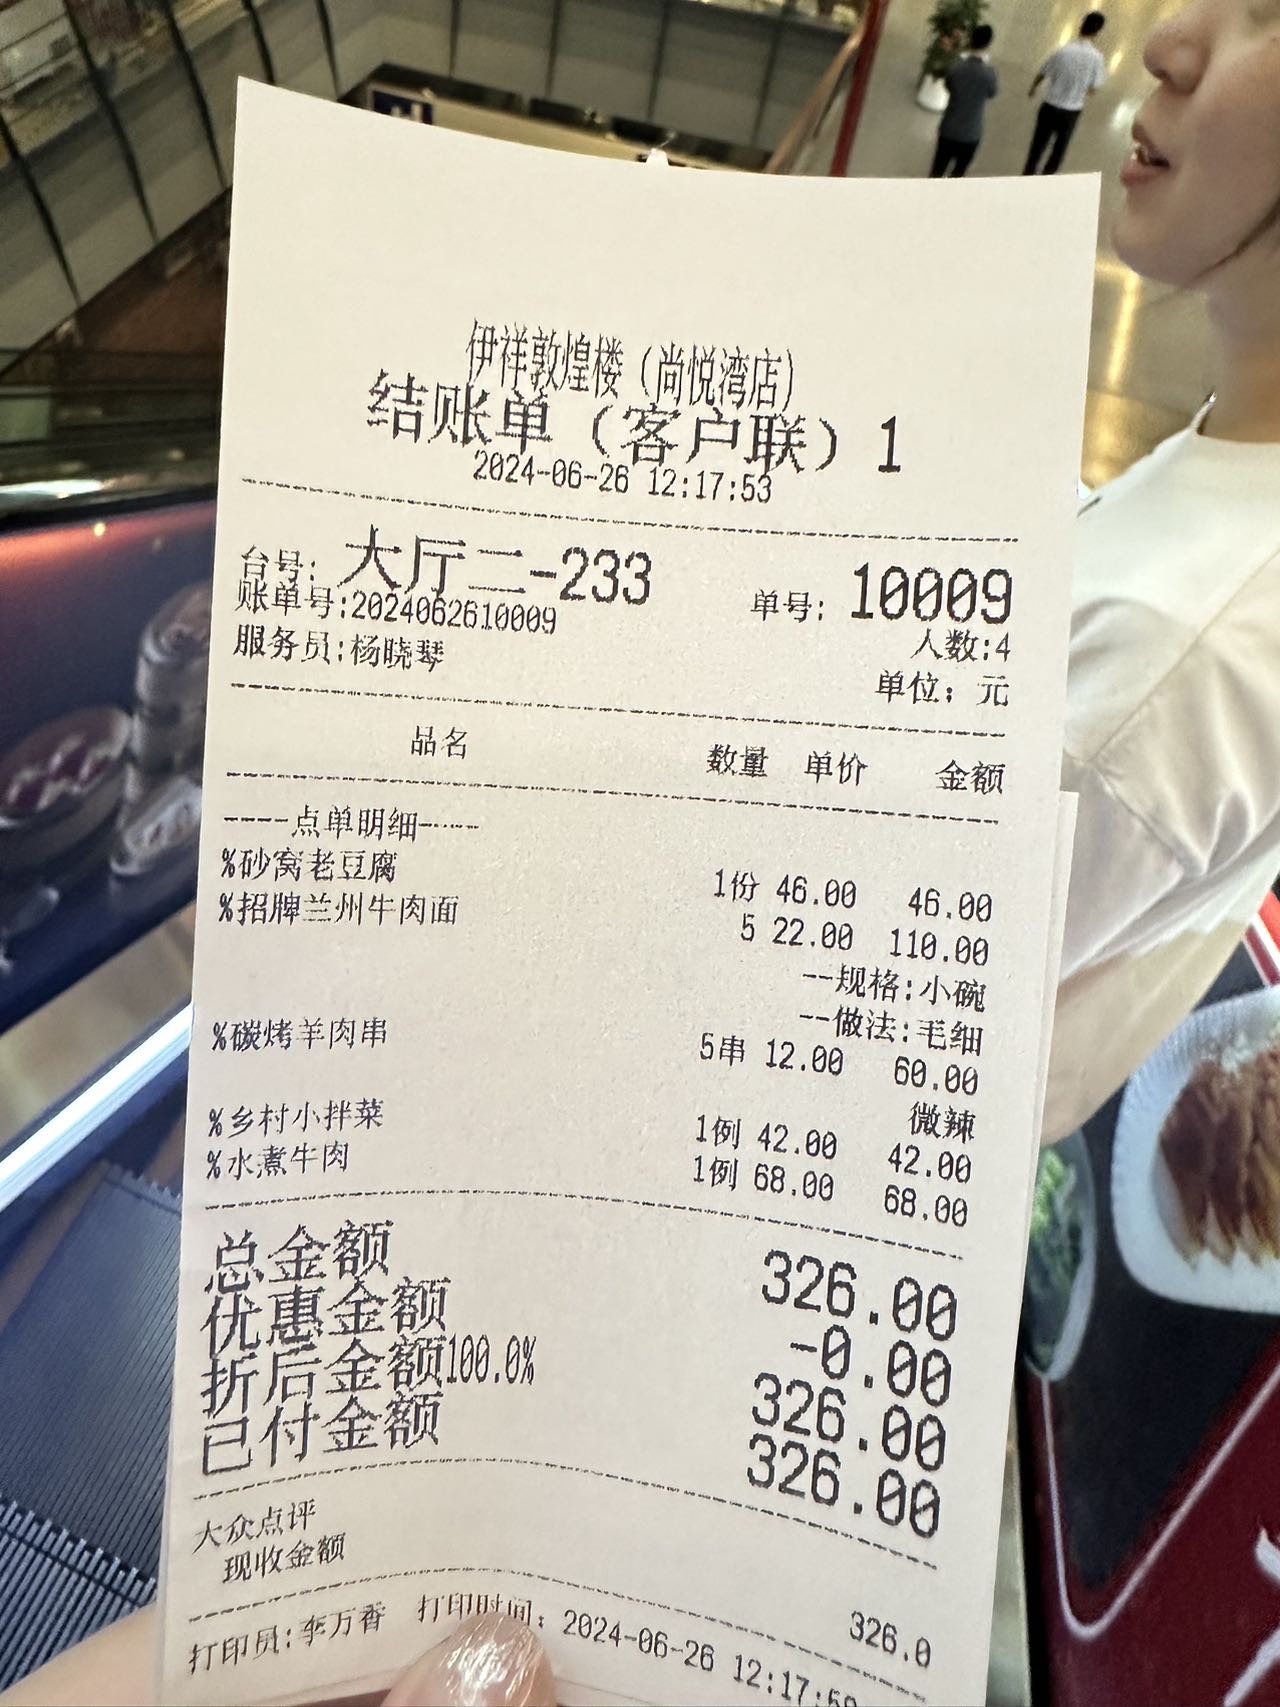 伊祥敦煌楼（尚悦湾店）
结账单（客户联）1
2024-06-26 12:17:53
台号：大厅二-233 单号：10009
账单号:2024062610009 人数:4
服务员:杨晓琴 单位：元
品名 数量 单价 金额
----点单明细----
%砂窝老豆腐 1份 46.00 46.00
%招牌兰州牛肉面 5 22.00 110.00
--规格:小碗
--做法:毛细
%碳烤羊肉串 5串 12.00 60.00
微辣
%乡村小拌菜 1例 42.00 42.00
%水煮牛肉 1例 68.00 68.00
总金额 326.00
优惠金额 -0.00
折后金额100.0% 326.00
已付金额 326.00
大众点评
现收金额 326.0
打印员:李万香 打印时间：2024-06-26